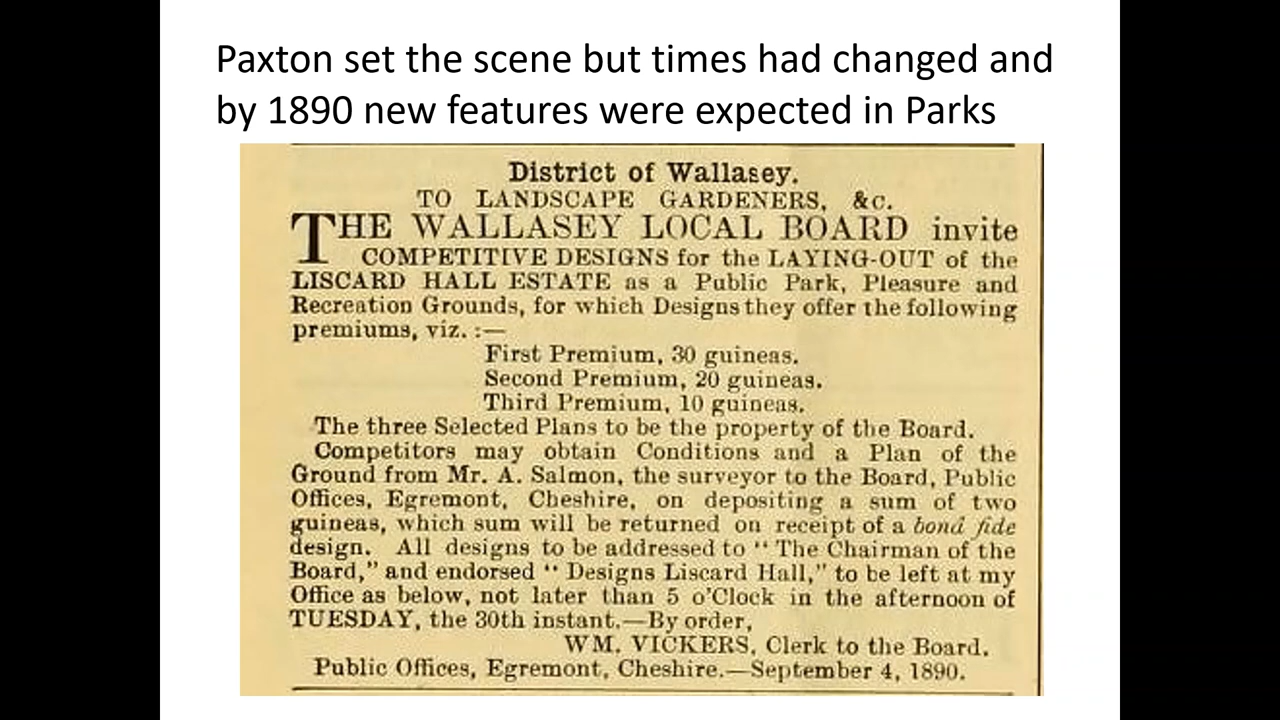 Paxton set the scene but times had changed and
by 1890 new features were expected in Parks
District of Wallasey.
TO LANDSCAPE GARDENERS, &c.
THE WALLASEY LOCAL BOARD invite
COMPETITIVE DESIGNS for the LAYING-OUT of the
LISCARD HALL ESTATE as a Public Park, Pleasure and
Recreation Grounds, for which Designs they offer the following
premiums, viz. :—
First Premium, 30 guineas.
Second Premium, 20 guineas.
Third Premium, 10 guineas.
The three Selected Plans to be the property of the Board.
Competitors may obtain Conditions and a Plan of the
Ground from Mr. A. Salmon, the surveyor to the Board, Public
Offices, Egremont, Cheshire, on depositing a sum of two
guineas, which sum will be returned on receipt of a bonâ fide
design. All designs to be addressed to “ The Chairman of the
Board,” and endorsed “ Designs Liscard Hall,” to be left at my
Office as below, not later than 5 o’Clock in the afternoon of
TUESDAY, the 30th instant.—By order,
WM. VICKERS, Clerk to the Board.
Public Offices, Egremont, Cheshire.—September 4, 1890.